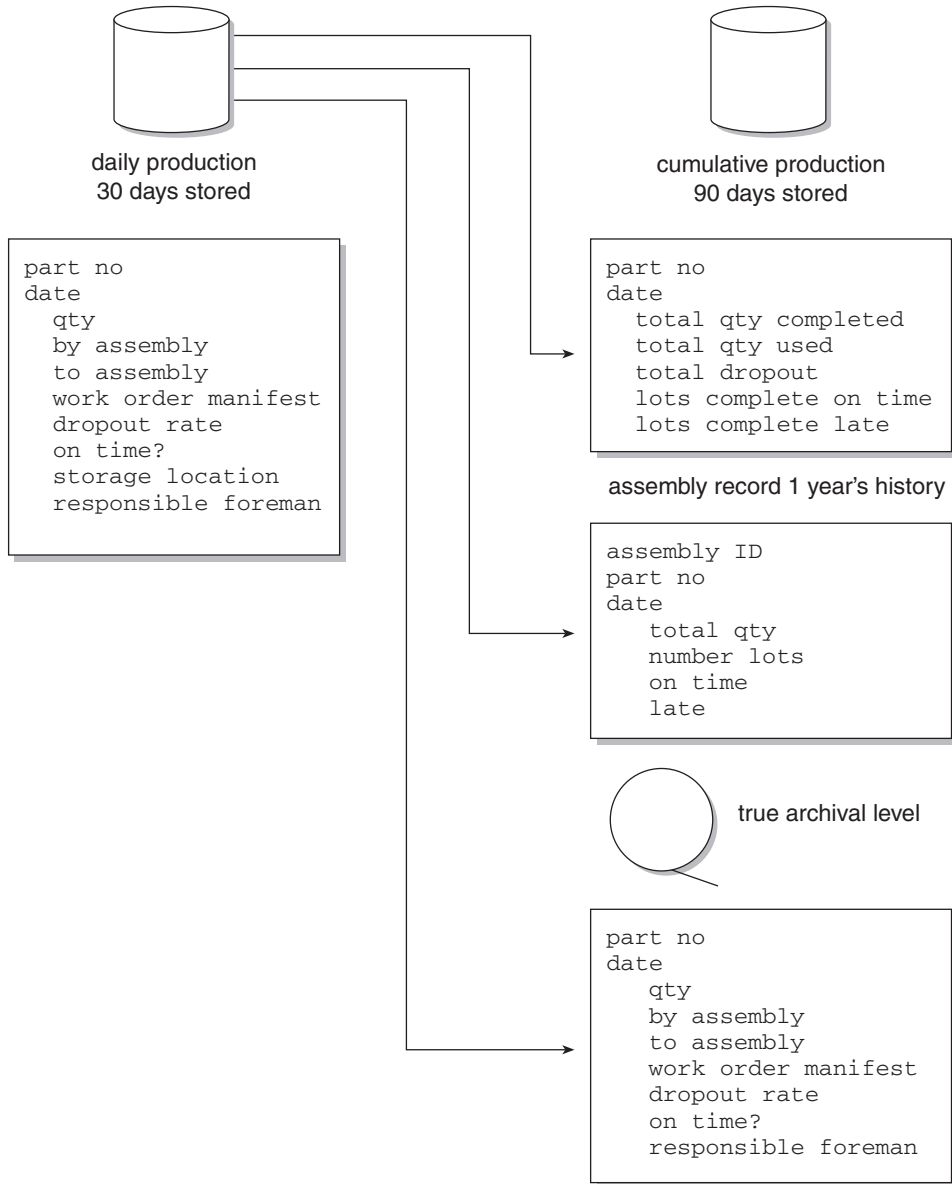 daily production
30 days stored
part no
date
qty
by assembly
to assembly
work order manifest
dropout rate
on time?
storage location
responsible foreman
cumulative production
90 days stored
part no
date
total qty completed
total qty used
total dropout
lots complete on time
lots complete late
assembly record 1 year's history
assembly ID
part no
date
total qty
number lots
on time
late
true archival level
part no
date
qty
by assembly
to assembly
work order manifest
dropout rate
on time?
responsible foreman